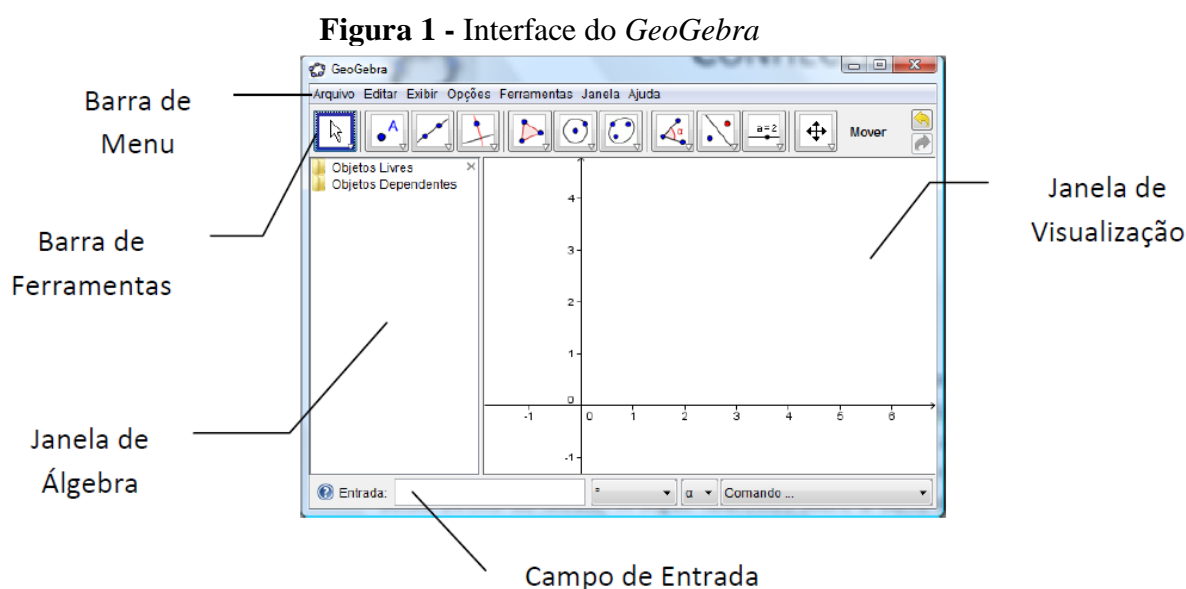 Figura 1 - Interface do GeoGebra
GeoGebra
Arquivo Editar Exibir Opções Ferramentas Janela Ajuda
A
α
a=2
Mover
Objetos Livres
Objetos Dependentes
4
3
2
1
0
-1 0 1 2 3 4 5 6
-1
Entrada:
α
Comando ...
Barra de
Menu
Barra de
Ferramentas
Janela de
Álgebra
Janela de
Visualização
Campo de Entrada